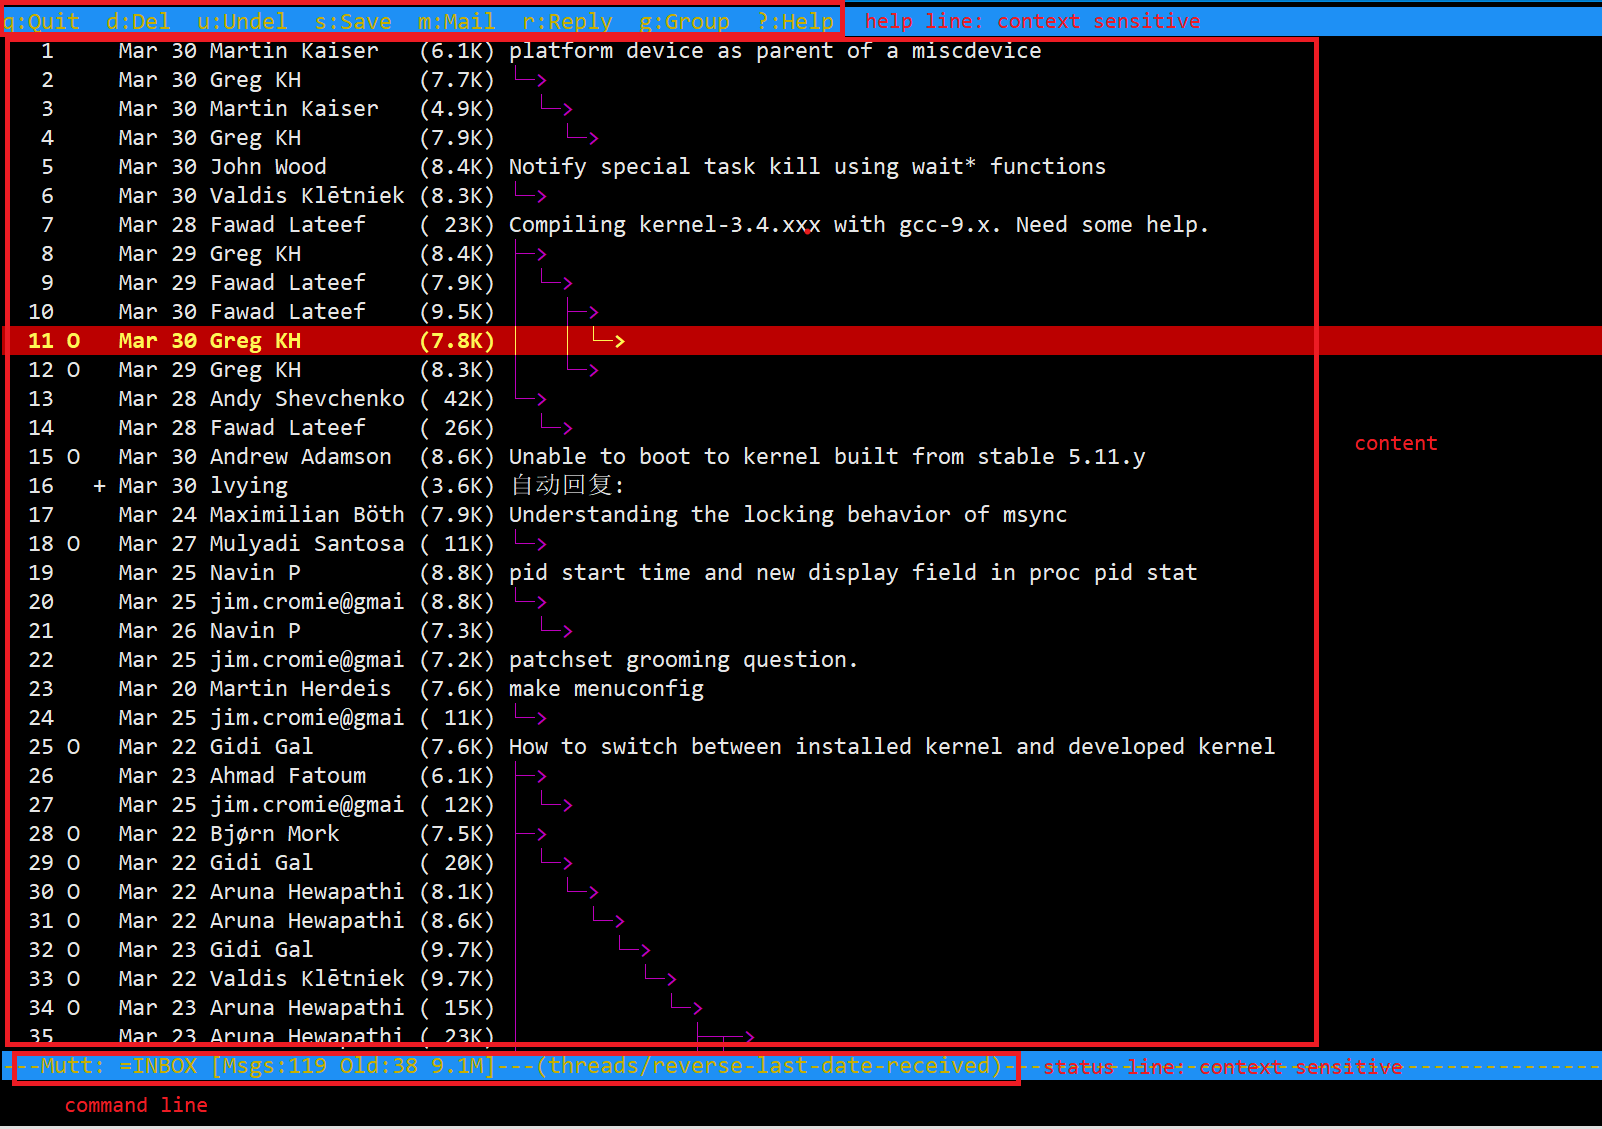 q:Quit  d:Del  u:Undel  s:Save  m:Mail  r:Reply  g:Group  ?:Help  help line: context sensitive
1     Mar 30 Martin Kaiser   (6.1K) platform device as parent of a miscdevice
2     Mar 30 Greg KH         (7.7K) └─>
3     Mar 30 Martin Kaiser   (4.9K)   └─>
4     Mar 30 Greg KH         (7.9K)     └─>
5     Mar 30 John Wood       (8.4K) Notify special task kill using wait* functions
6     Mar 30 Valdis Klētniek (8.3K) └─>
7     Mar 28 Fawad Lateef    ( 23K) Compiling kernel-3.4.xxx with gcc-9.x. Need some help.
8     Mar 29 Greg KH         (8.4K) ├─>
9     Mar 29 Fawad Lateef    (7.9K) │ └─>
10     Mar 30 Fawad Lateef    (9.5K) │   ├─>
11 O   Mar 30 Greg KH         (7.8K) │   │ └─>
12 O   Mar 29 Greg KH         (8.3K) │   └─>
13     Mar 28 Andy Shevchenko ( 42K) └─>
14     Mar 28 Fawad Lateef    ( 26K)   └─>
15 O   Mar 30 Andrew Adamson  (8.6K) Unable to boot to kernel built from stable 5.11.y
16   + Mar 30 lvying          (3.6K) 自动回复:
17     Mar 24 Maximilian Böth (7.9K) Understanding the locking behavior of msync
18 O   Mar 27 Mulyadi Santosa ( 11K) └─>
19     Mar 25 Navin P         (8.8K) pid start time and new display field in proc pid stat
20     Mar 25 jim.cromie@gmai (8.8K) └─>
21     Mar 26 Navin P         (7.3K)   └─>
22     Mar 25 jim.cromie@gmai (7.2K) patchset grooming question.
23     Mar 20 Martin Herdeis  (7.6K) make menuconfig
24     Mar 25 jim.cromie@gmai ( 11K) └─>
25 O   Mar 22 Gidi Gal        (7.6K) How to switch between installed kernel and developed kernel
26     Mar 23 Ahmad Fatoum    (6.1K) ├─>
27     Mar 25 jim.cromie@gmai ( 12K) │ └─>
28 O   Mar 22 Bjørn Mork      (7.5K) ├─>
29 O   Mar 22 Gidi Gal        ( 20K) │ └─>
30 O   Mar 22 Aruna Hewapathi (8.1K) │   └─>
31 O   Mar 22 Aruna Hewapathi (8.6K) │     └─>
32 O   Mar 23 Gidi Gal        (9.7K) │       └─>
33 O   Mar 22 Valdis Klētniek (9.7K) │         └─>
34 O   Mar 23 Aruna Hewapathi ( 15K) │           └─>
35     Mar 23 Aruna Hewapathi ( 23K) │             ├─┬─>
content
---Mutt: =INBOX [Msgs:119 Old:38 9.1M]---(threads/reverse-last-date-received)--- status line: context sensitive ---------------
command line